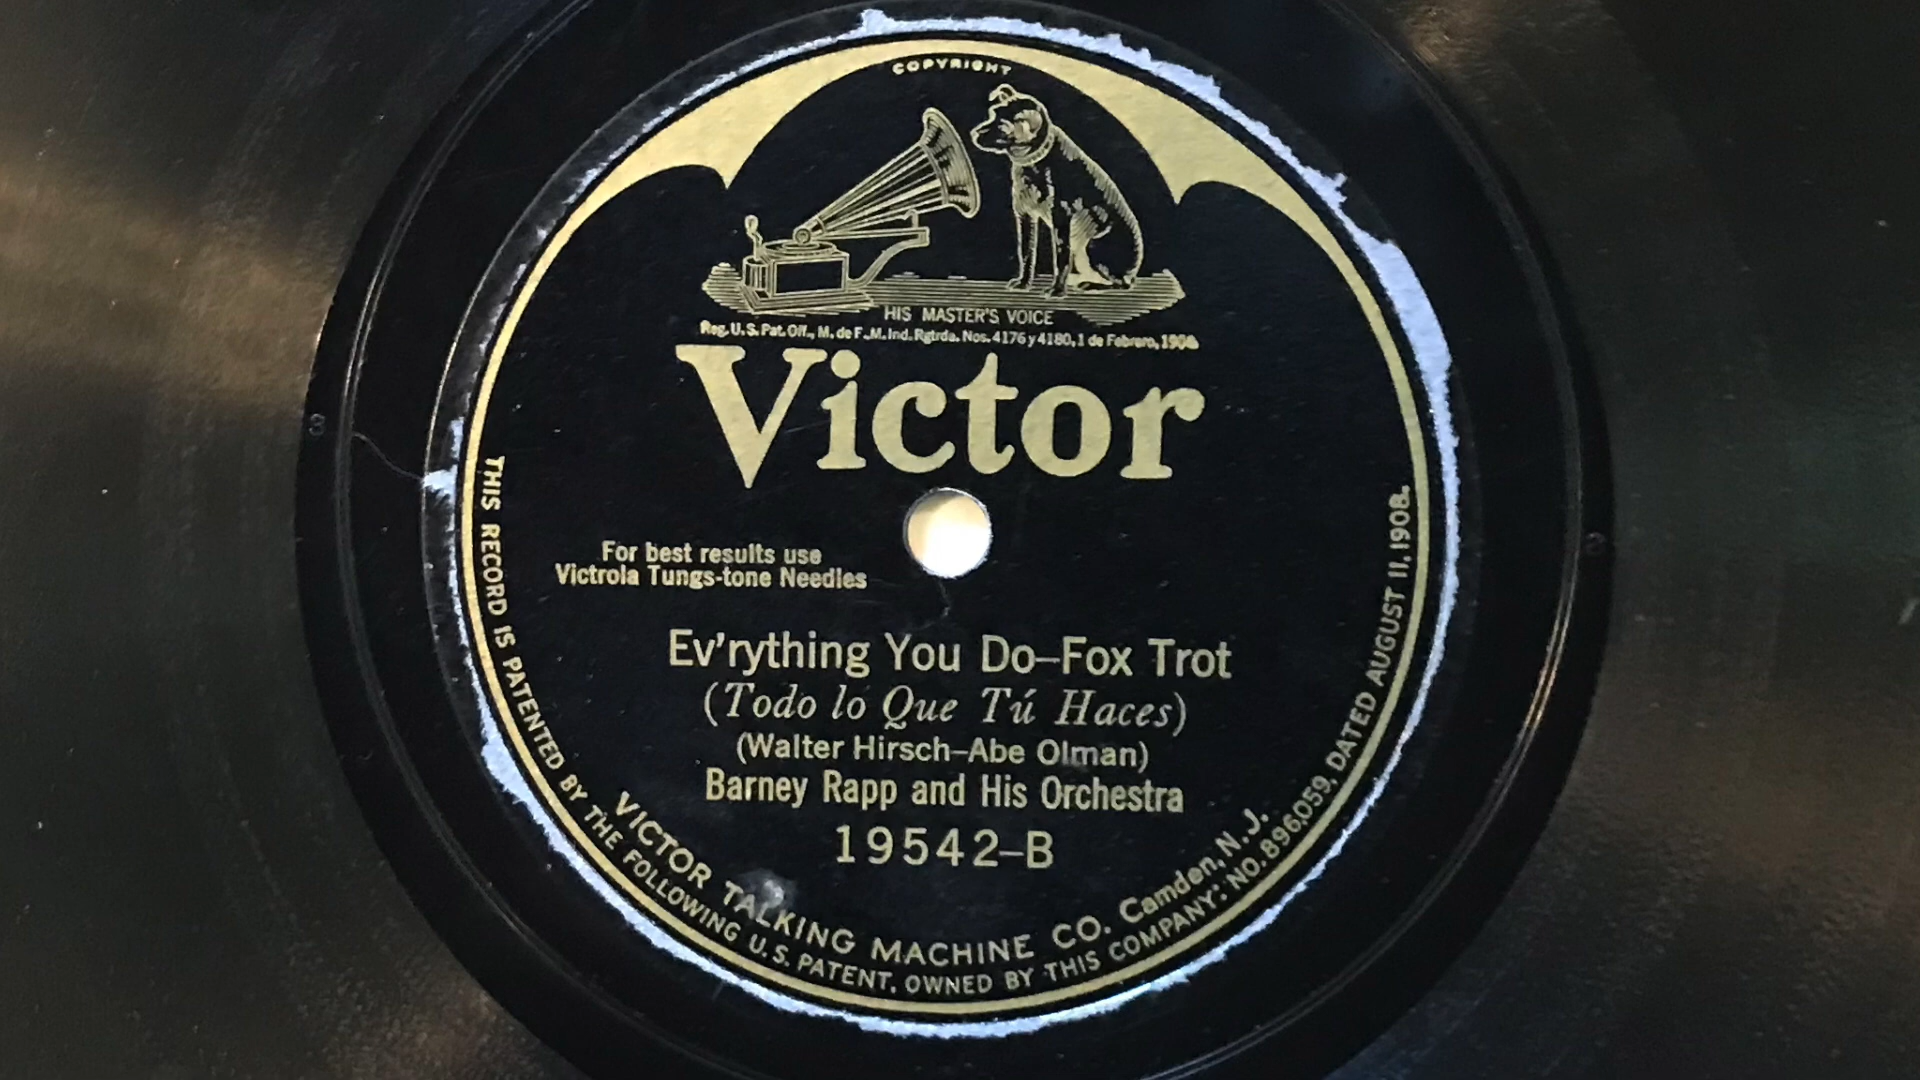 COPYRIGHT
HIS MASTER'S VOICE
Reg. U.S. Pat. Off., M. de F. M. Ind. Rgtrda. Nos. 4176 y 4180, 1 de Febrero, 1908
Victor
For best results use
Victrola Tungs-tone Needles
Ev'rything You Do–Fox Trot
(Todo lo Que Tú Haces)
(Walter Hirsch–Abe Olman)
Barney Rapp and His Orchestra
19542–B
VICTOR TALKING MACHINE CO. Camden, N. J.
THIS RECORD IS PATENTED BY THE FOLLOWING U. S. PATENT, OWNED BY THIS COMPANY: NO. 896,059, DATED AUGUST 11, 1908.